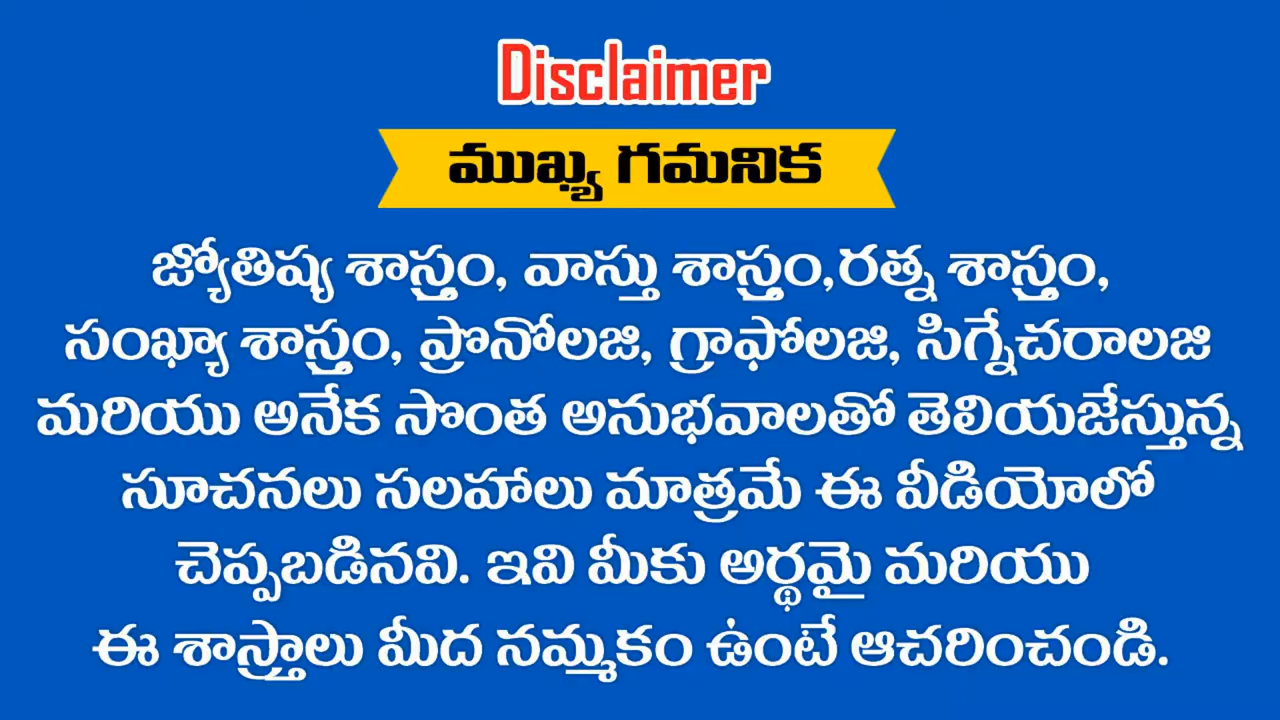 Disclaimer
ముఖ్య గమనిక
జ్యోతిష్య శాస్త్రం, వాస్తు శాస్త్రం,రత్న శాస్త్రం,
సంఖ్యా శాస్త్రం, ప్రొనోలజి, గ్రాఫోలజి, సిగ్నేచరాలజి
మరియు అనేక సొంత అనుభవాలతో తెలియజేస్తున్న
సూచనలు సలహాలు మాత్రమే ఈ వీడియోలో
చెప్పబడినవి. ఇవి మీకు అర్థమై మరియు
ఈ శాస్త్రాలు మీద నమ్మకం ఉంటే ఆచరించండి.